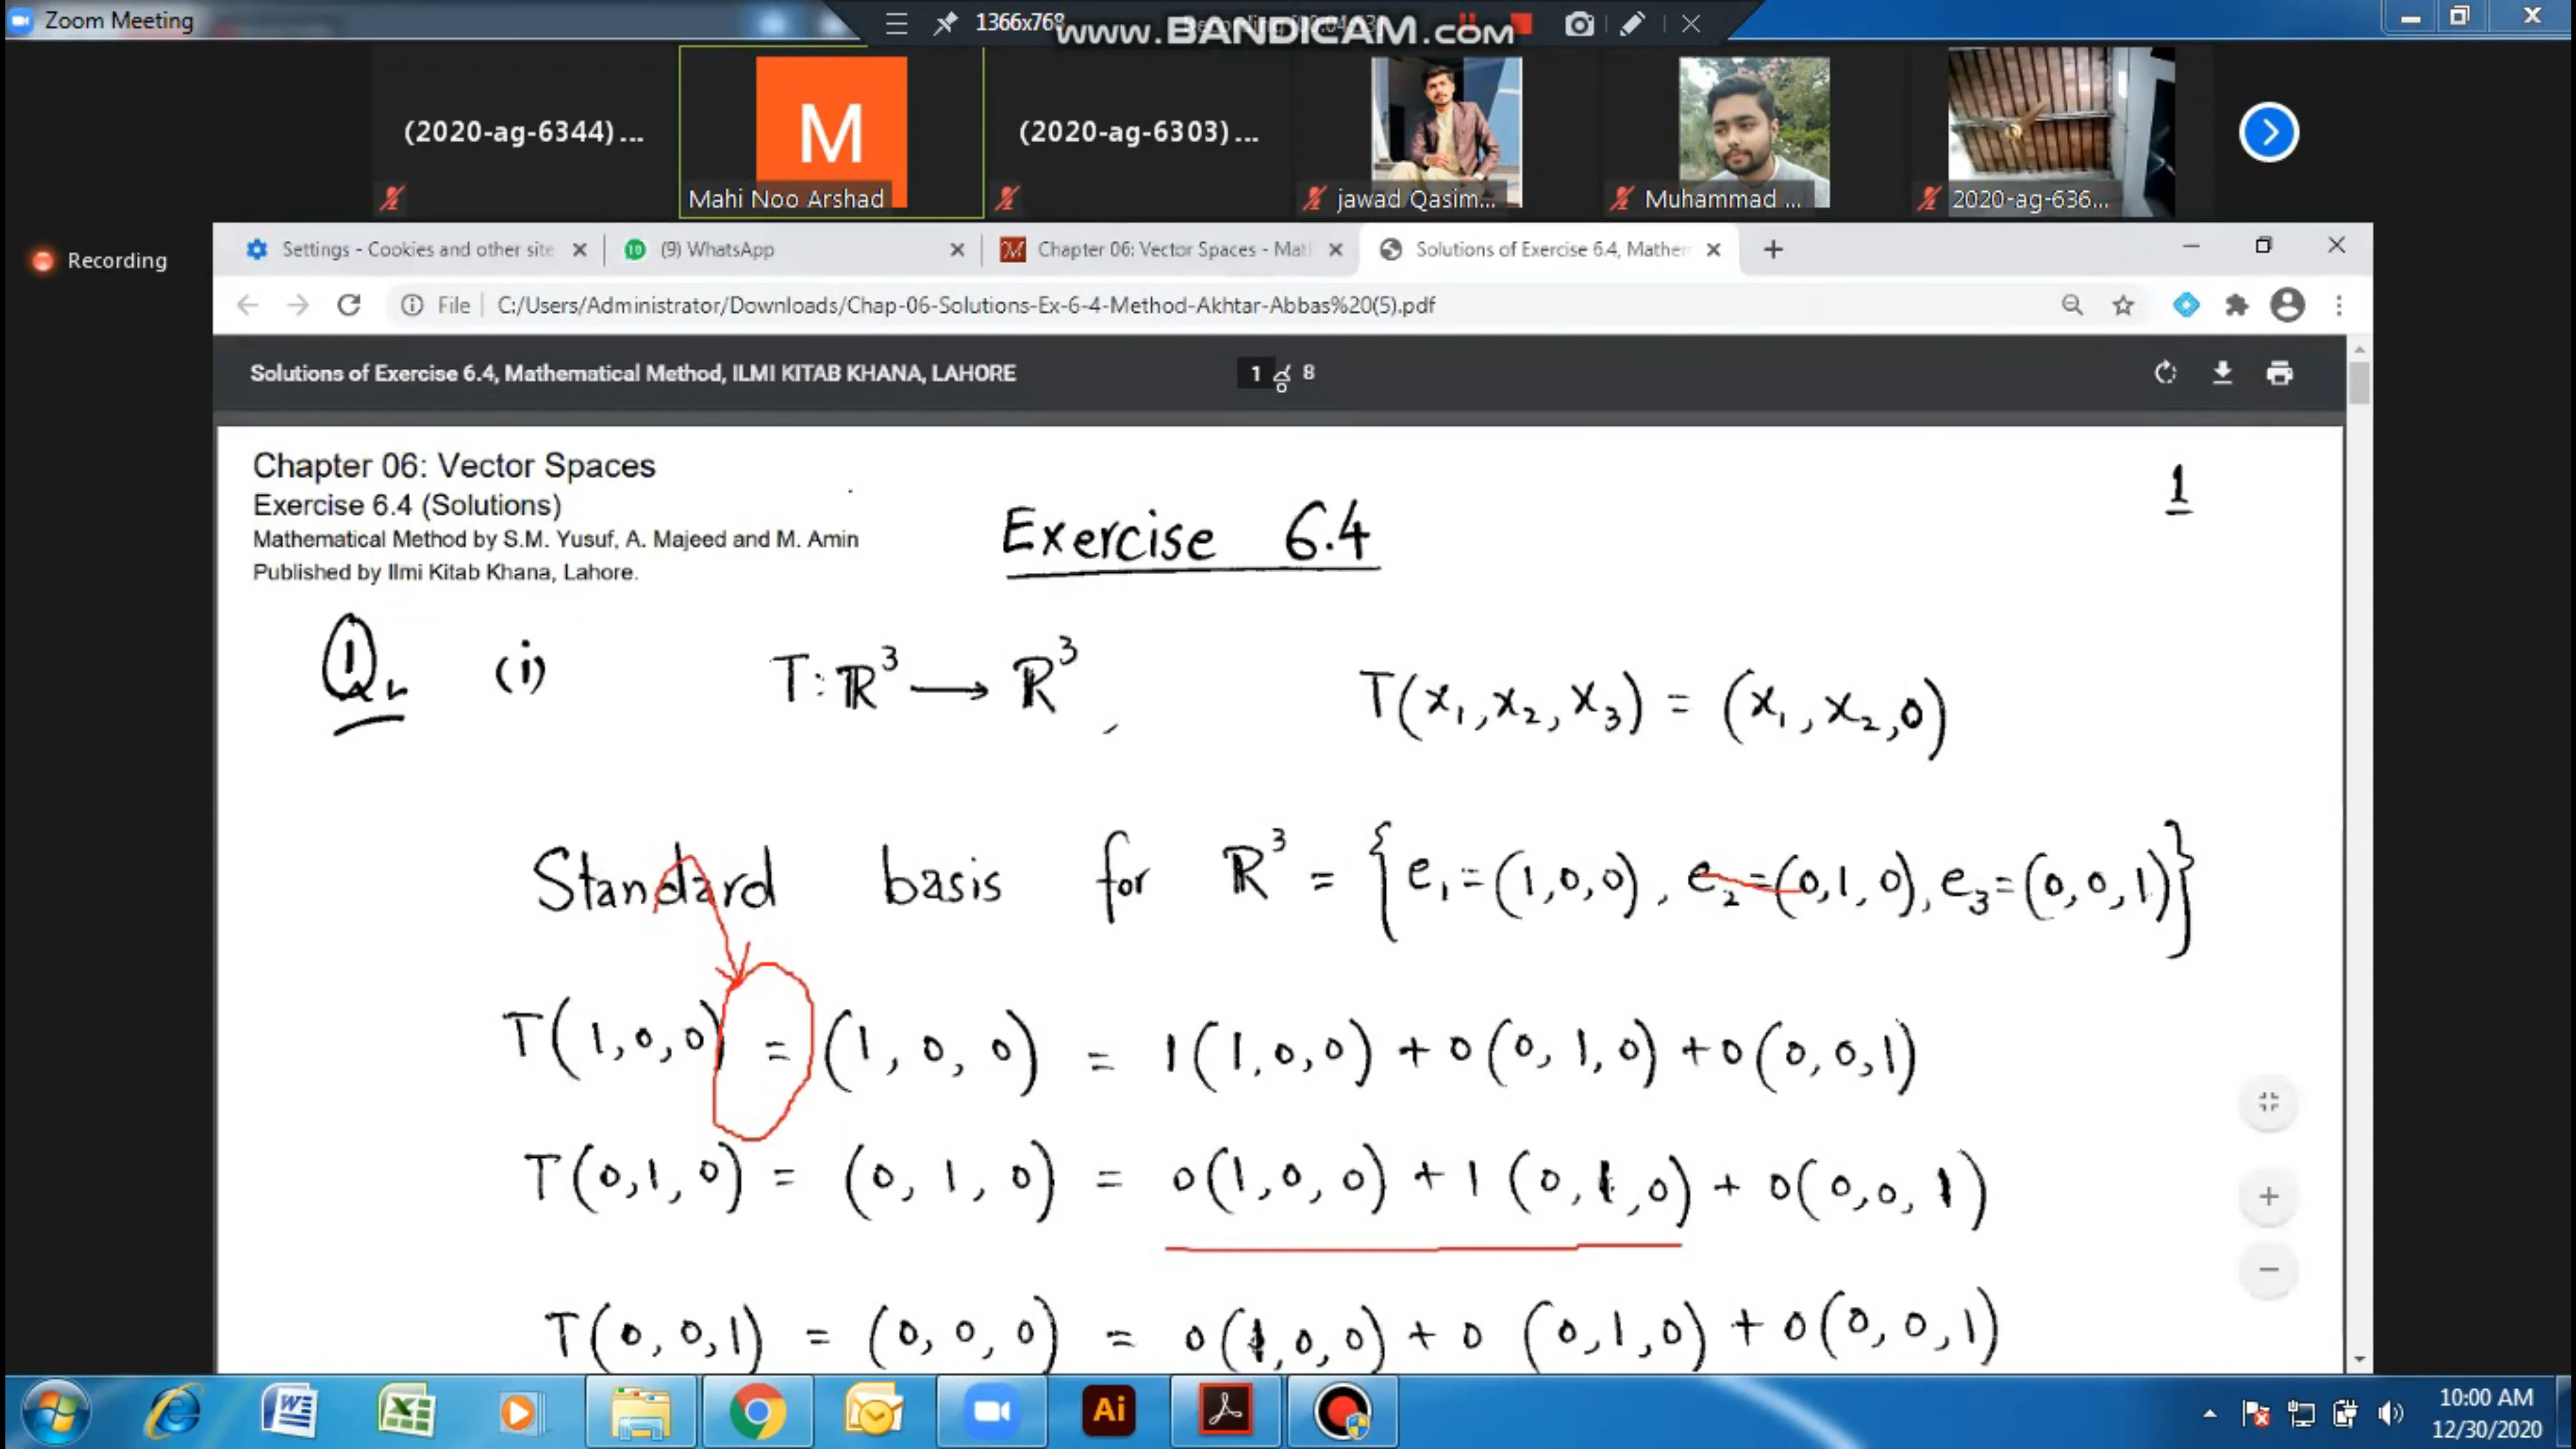 Zoom Meeting
1366x768
www.BANDICAM.com
(2020-ag-6344) ...
M
Mahi Noo Arshad
(2020-ag-6303) ...
jawad Qasim...
Muhammad ...
2020-ag-636...
Recording
Settings - Cookies and other site
(9) WhatsApp
Chapter 06: Vector Spaces - Mat
Solutions of Exercise 6.4, Mather
File | C:/Users/Administrator/Downloads/Chap-06-Solutions-Ex-6-4-Method-Akhtar-Abbas%20(5).pdf
Solutions of Exercise 6.4, Mathematical Method, ILMI KITAB KHANA, LAHORE
1 / 8
Chapter 06: Vector Spaces
Exercise 6.4 (Solutions)
Mathematical Method by S.M. Yusuf, A. Majeed and M. Amin
Published by Ilmi Kitab Khana, Lahore.
Exercise 6.4
1
Q1 (i) T: ℝ³ → ℝ³, T(x₁, x₂, x₃) = (x₁, x₂, 0)
Standard basis for ℝ³ = {e₁ = (1,0,0), e₂ = (0,1,0), e₃ = (0,0,1)}
T(1,0,0) = (1,0,0) = 1(1,0,0) + 0(0,1,0) + 0(0,0,1)
T(0,1,0) = (0,1,0) = 0(1,0,0) + 1(0,1,0) + 0(0,0,1)
T(0,0,1) = (0,0,0) = 0(1,0,0) + 0(0,1,0) + 0(0,0,1)
Ai
10:00 AM
12/30/2020